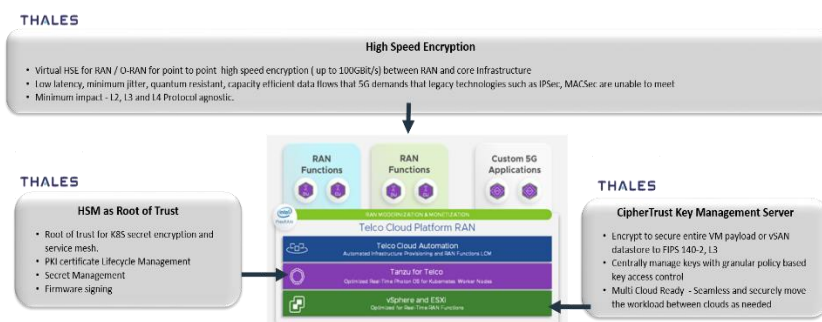 THALES
High Speed Encryption
• Virtual HSE for RAN / O-RAN for point to point high speed encryption ( up to 100GBit/s) between RAN and core Infrastructure
• Low latency, minimum jitter, quantum resistant, capacity efficient data flows that 5G demands that legacy technologies such as IPSec, MACSec are unable to meet
• Minimum impact - L2, L3 and L4 Protocol agnostic.
THALES
HSM as Root of Trust
• Root of trust for K8S secret encryption and
service mesh.
• PKI certificate Lifecycle Management
• Secret Management
• Firmware signing
RAN
Functions
RAN
Functions
Custom 5G
Applications
intel
RAN MODERNIZATION & MONETIZATION
Telco Cloud Platform RAN
Telco Cloud Automation
Automated Infrastructure Provisioning and RAN Functions LCM
Tanzu for Telco
Optimized Real-Time Photon OS for Kubernetes Worker Nodes
vSphere and ESXi
Optimized for Real-Time RAN Functions
THALES
CipherTrust Key Management Server
• Encrypt to secure entire VM payload or vSAN
datastore to FIPS 140-2, L3
• Centrally manage keys with granular policy based
key access control
• Multi Cloud Ready - Seamless and securely move
the workload between clouds as needed